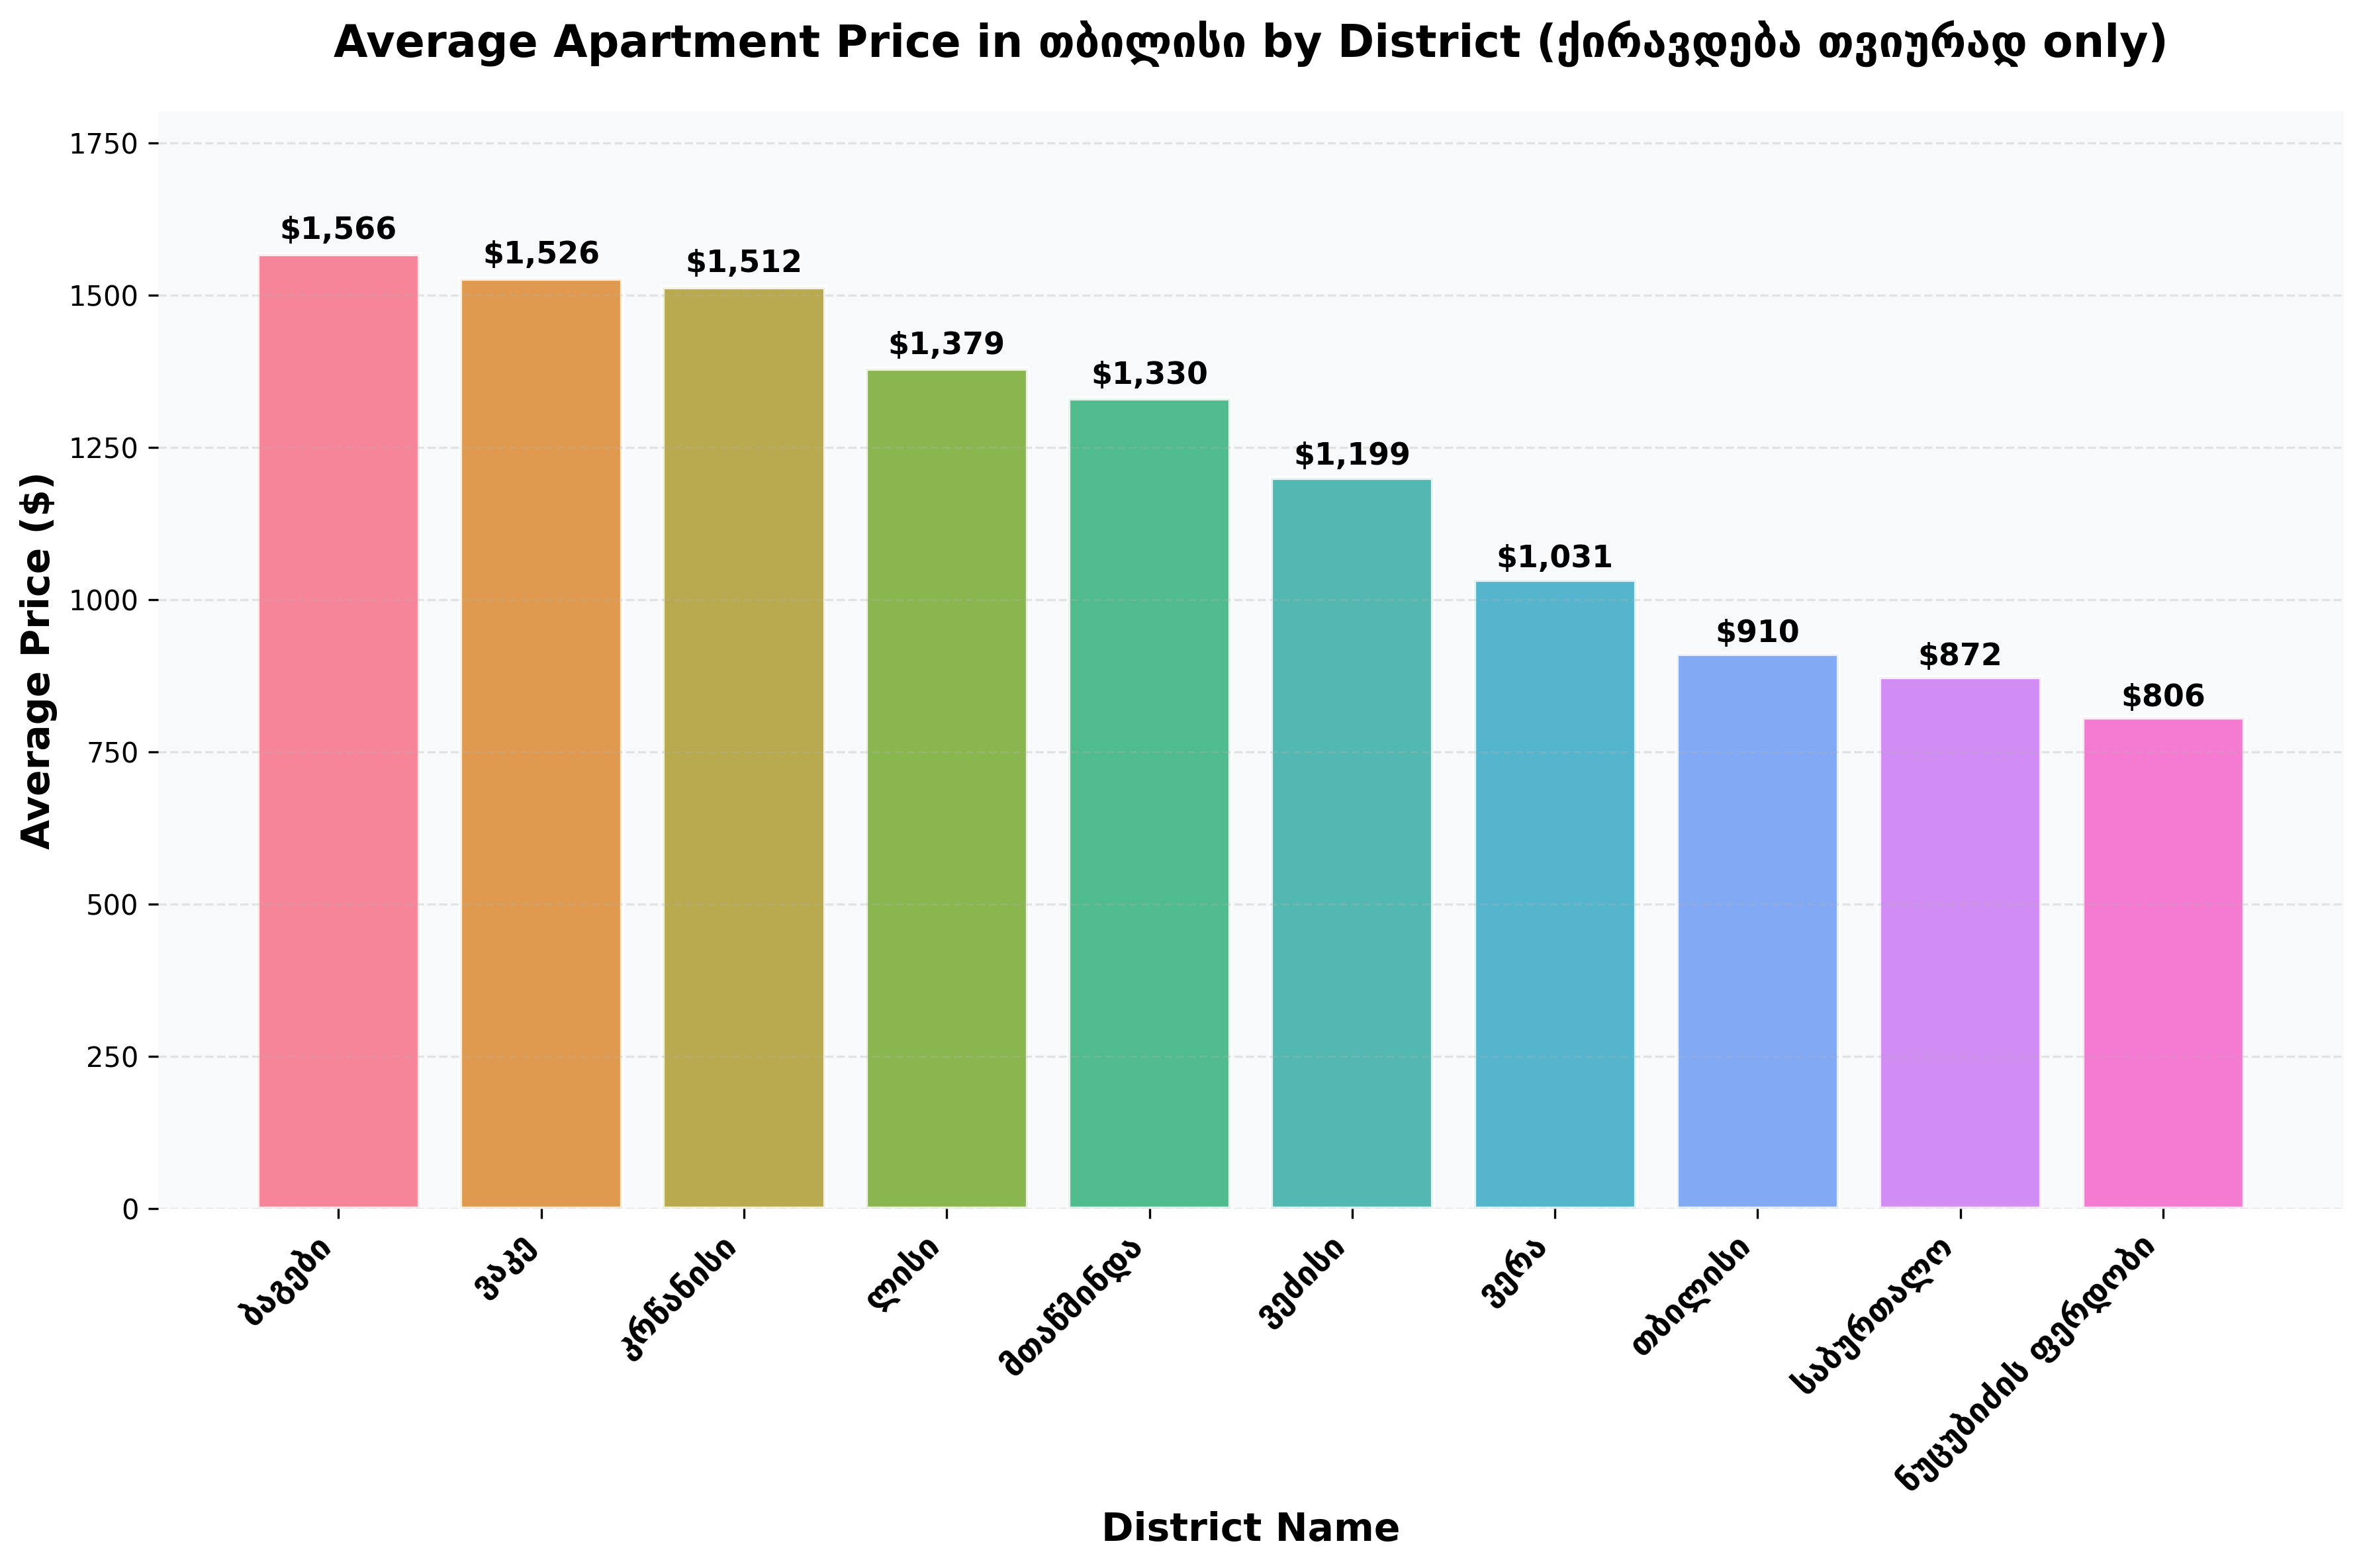 Average Apartment Price in თბილისი by District (ქირავდება თვიურად only)
Average Price ($)
1750
1500
1250
1000
750
500
250
0
$1,566
$1,526
$1,512
$1,379
$1,330
$1,199
$1,031
$910
$872
$806
ბაგები
ვაკე
კრწანისი
ლისი
მთაწმინდა
ვეძისი
ვერა
თბილისი
საბურთალო
ნუცუბიძის ფერდობი
District Name